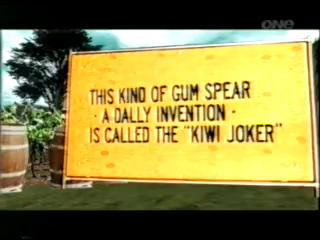 ONE
THIS KIND OF GUM SPEAR
- A DALLY INVENTION -
IS CALLED THE "KIWI JOKER"